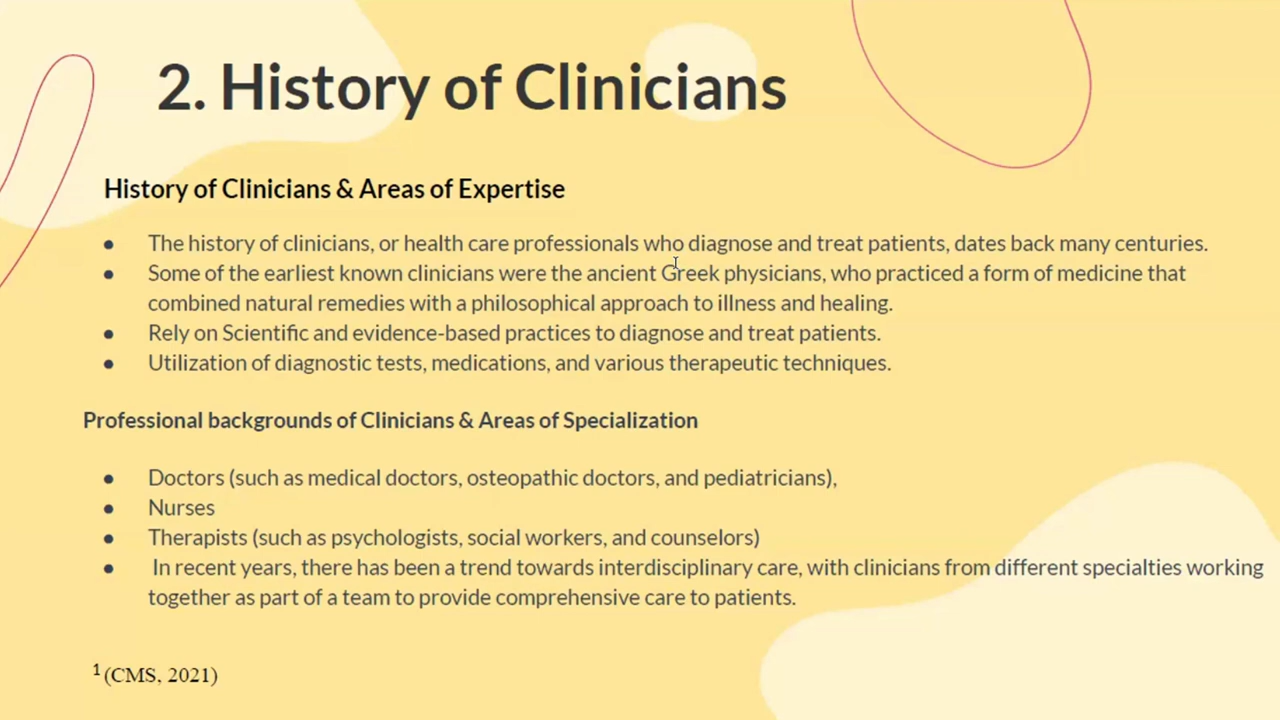 2. History of Clinicians
History of Clinicians & Areas of Expertise
● The history of clinicians, or health care professionals who diagnose and treat patients, dates back many centuries.
● Some of the earliest known clinicians were the ancient Greek physicians, who practiced a form of medicine that
combined natural remedies with a philosophical approach to illness and healing.
● Rely on Scientific and evidence-based practices to diagnose and treat patients.
● Utilization of diagnostic tests, medications, and various therapeutic techniques.
Professional backgrounds of Clinicians & Areas of Specialization
● Doctors (such as medical doctors, osteopathic doctors, and pediatricians),
● Nurses
● Therapists (such as psychologists, social workers, and counselors)
● In recent years, there has been a trend towards interdisciplinary care, with clinicians from different specialties working
together as part of a team to provide comprehensive care to patients.
1 (CMS, 2021)